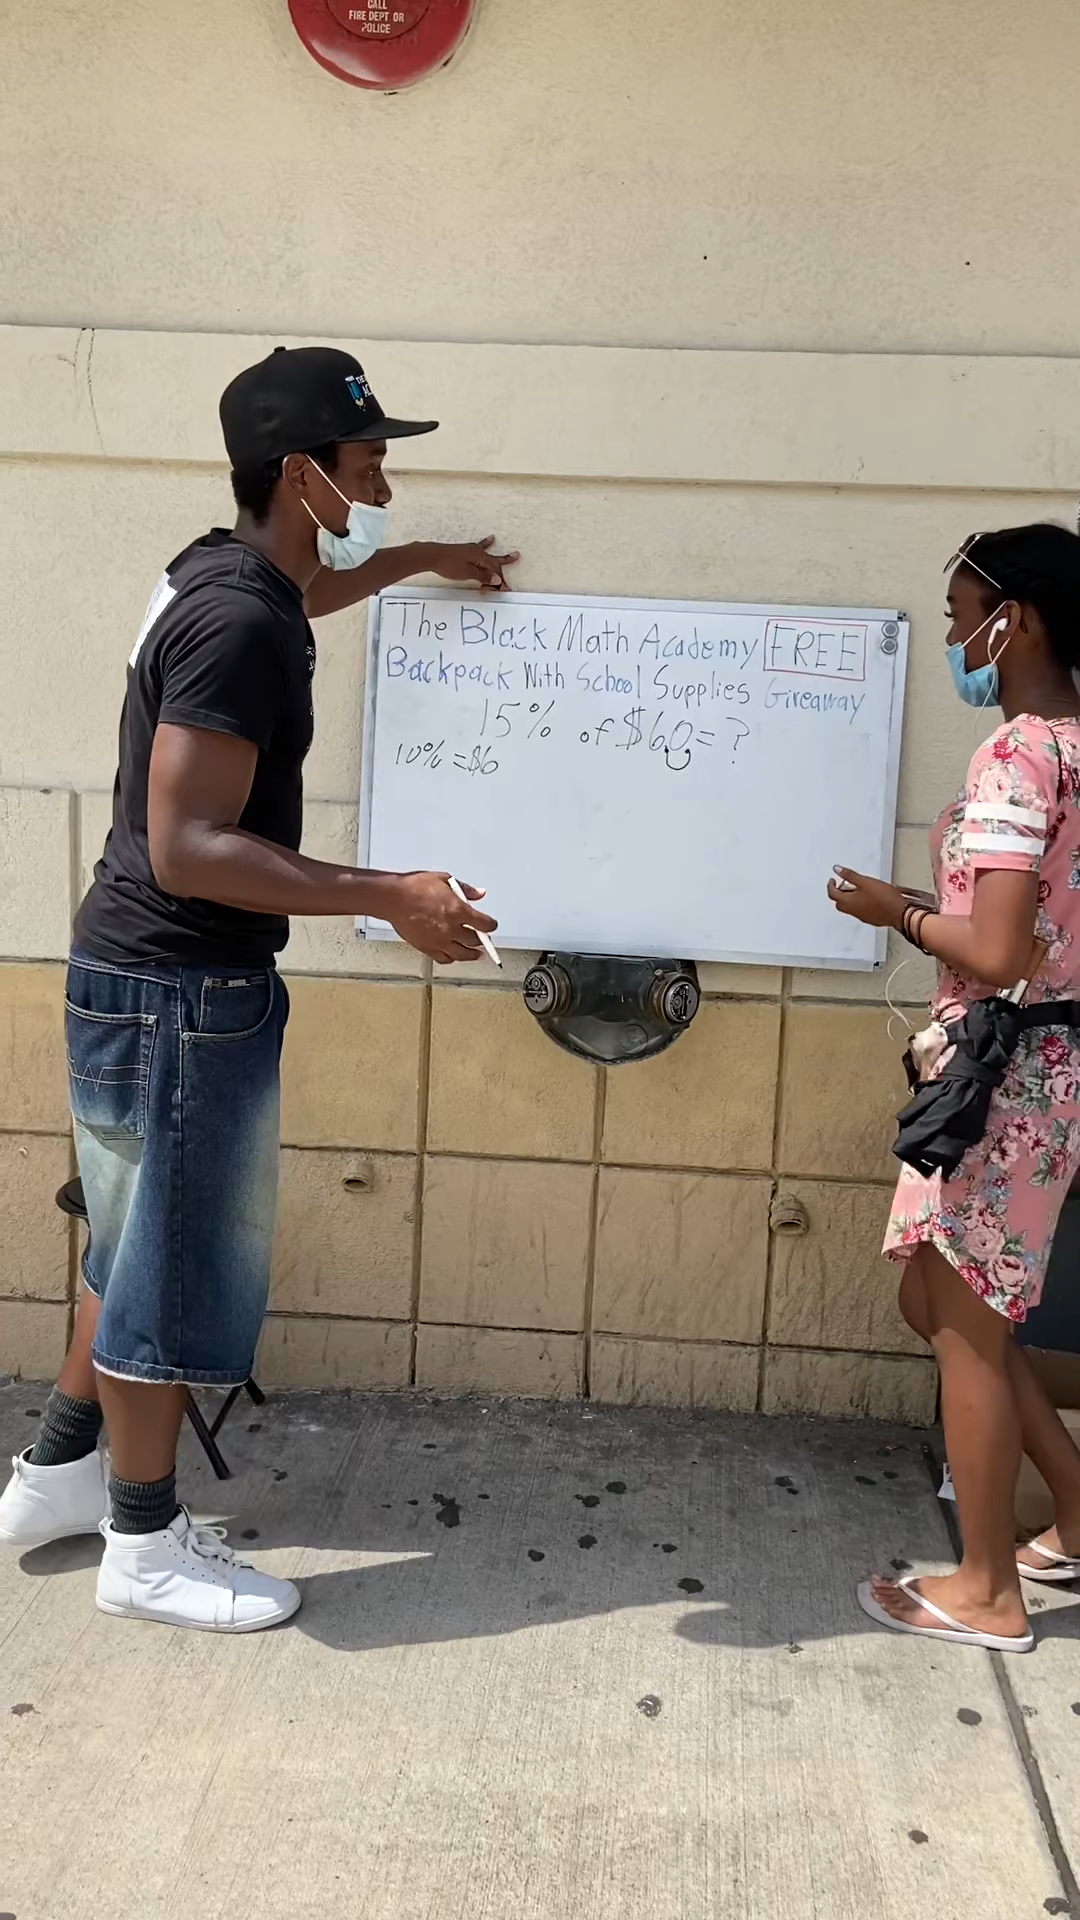 CALL
FIRE DEPT OR
POLICE
The Black Math Academy FREE
Backpack With School Supplies Giveaway
15% of $60 = ?
10% = $6